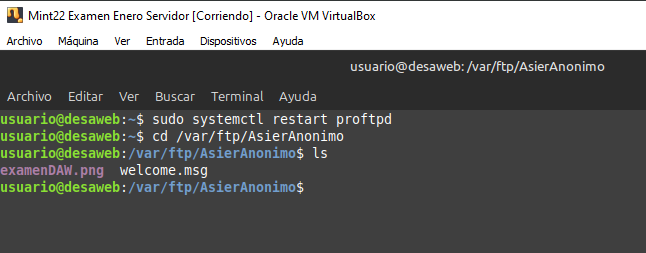 Mint22 Examen Enero Servidor [Corriendo] - Oracle VM VirtualBox
Archivo Máquina Ver Entrada Dispositivos Ayuda
usuario@desaweb: /var/ftp/AsierAnonimo
Archivo Editar Ver Buscar Terminal Ayuda
usuario@desaweb:~$ sudo systemctl restart proftpd
usuario@desaweb:~$ cd /var/ftp/AsierAnonimo
usuario@desaweb:/var/ftp/AsierAnonimo$ ls
examenDAW.png welcome.msg
usuario@desaweb:/var/ftp/AsierAnonimo$